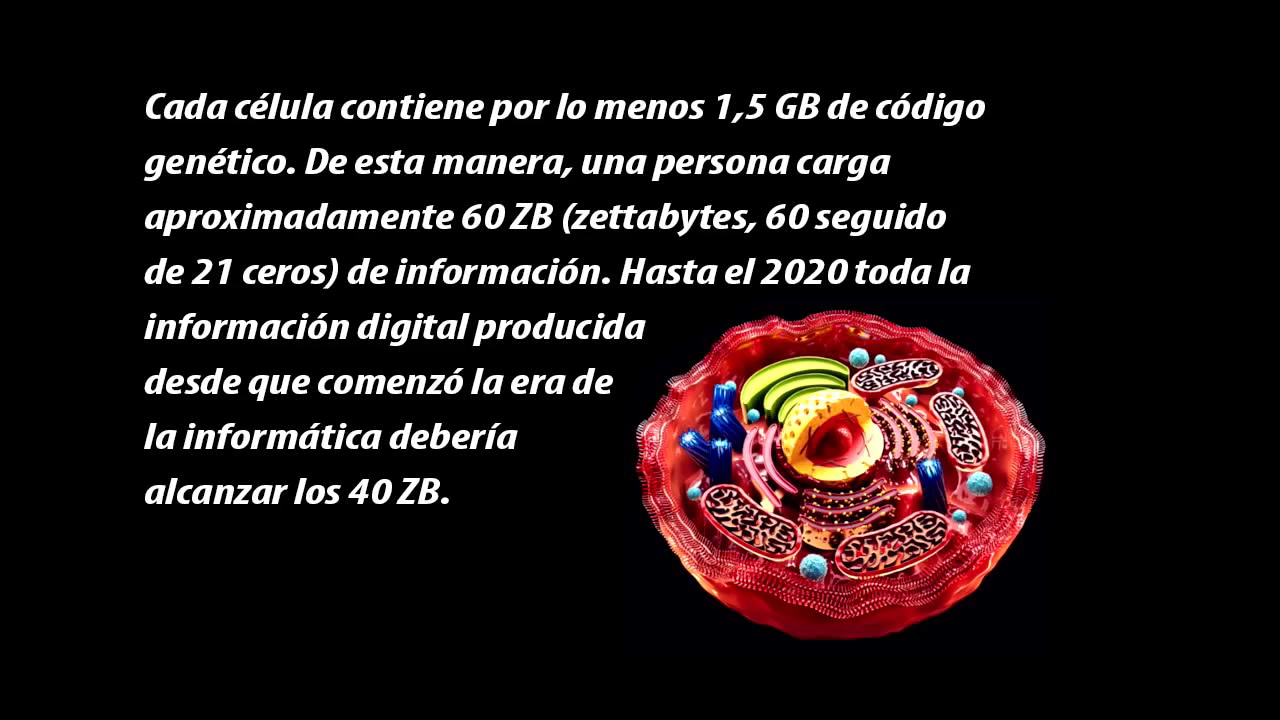 Cada célula contiene por lo menos 1,5 GB de código
genético. De esta manera, una persona carga
aproximadamente 60 ZB (zettabytes, 60 seguido
de 21 ceros) de información. Hasta el 2020 toda la
información digital producida
desde que comenzó la era de
la informática debería
alcanzar los 40 ZB.